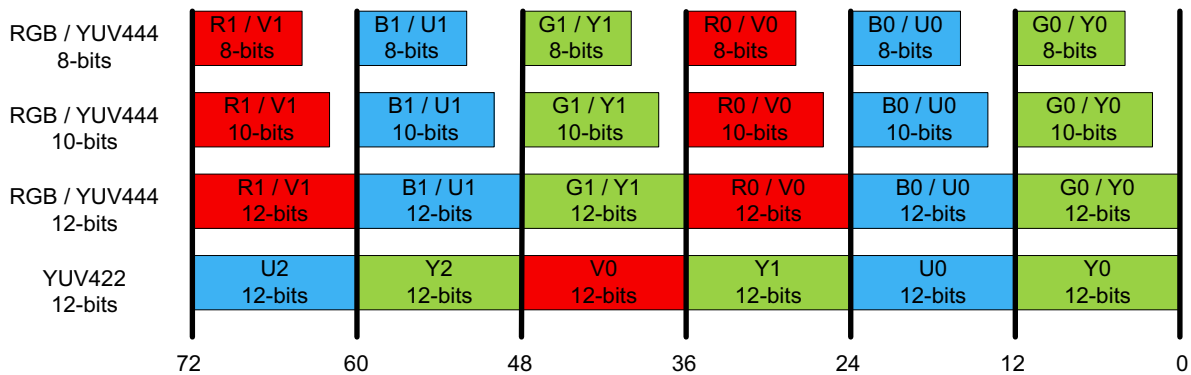 RGB / YUV444
8-bits
R1 / V1
8-bits
B1 / U1
8-bits
G1 / Y1
8-bits
R0 / V0
8-bits
B0 / U0
8-bits
G0 / Y0
8-bits
RGB / YUV444
10-bits
R1 / V1
10-bits
B1 / U1
10-bits
G1 / Y1
10-bits
R0 / V0
10-bits
B0 / U0
10-bits
G0 / Y0
10-bits
RGB / YUV444
12-bits
R1 / V1
12-bits
B1 / U1
12-bits
G1 / Y1
12-bits
R0 / V0
12-bits
B0 / U0
12-bits
G0 / Y0
12-bits
YUV422
12-bits
U2
12-bits
Y2
12-bits
V0
12-bits
Y1
12-bits
U0
12-bits
Y0
12-bits
72
60
48
36
24
12
0